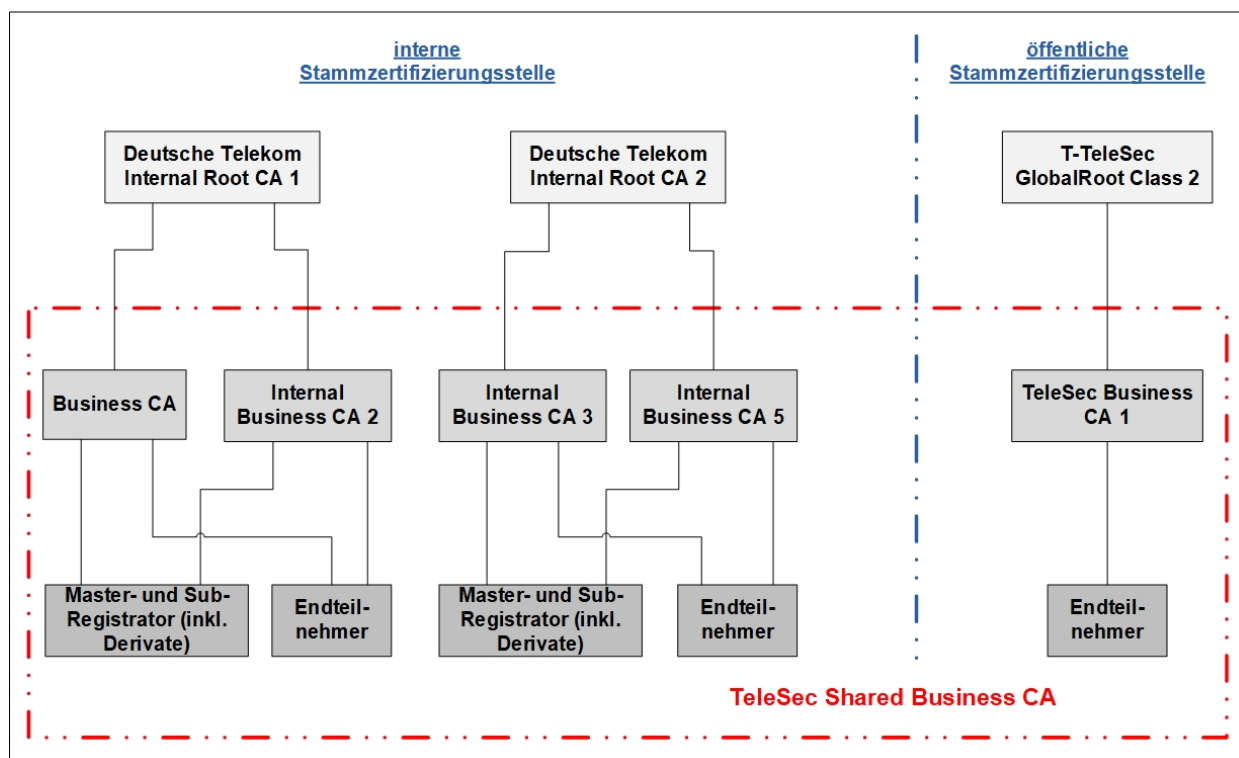 interne
Stammzertifizierungsstelle
öffentliche
Stammzertifizierungsstelle
Deutsche Telekom
Internal Root CA 1
Deutsche Telekom
Internal Root CA 2
T-TeleSec
GlobalRoot Class 2
Business CA
Internal
Business CA 2
Internal
Business CA 3
Internal
Business CA 5
TeleSec Business
CA 1
Master- und Sub-
Registrator (inkl.
Derivate)
Endteil-
nehmer
Master- und Sub-
Registrator (inkl.
Derivate)
Endteil-
nehmer
Endteil-
nehmer
TeleSec Shared Business CA